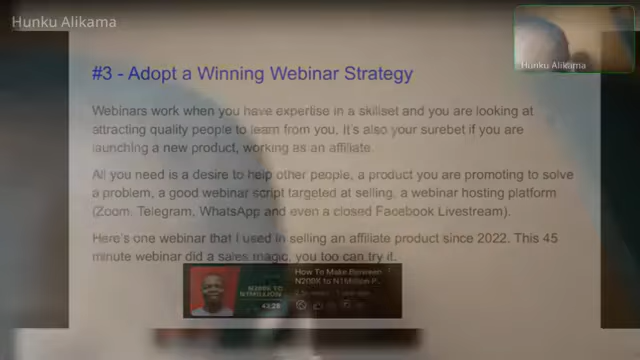 Hunku Alikama
Hunku Alikama
#3 - Adopt a Winning Webinar Strategy
Webinars work when you have expertise in a skillset and you are looking at
attracting quality people to learn from you. It's also your surebet if you are
launching a new product, working as an affiliate.
All you need is a desire to help other people, a product you are promoting to solve
a problem, a good webinar script targeted at selling, a webinar hosting platform
(Zoom, Telegram, WhatsApp and even a closed Facebook Livestream).
Here's one webinar that I used in selling an affiliate product since 2022. This 45
minute webinar did a sales magic, you too can try it.
How To Make Between
N200K to N1Million P...
N200K TO
N1MILLION
43:29